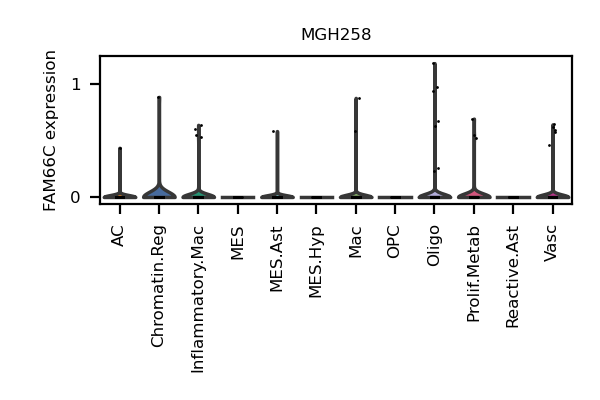 MGH258
FAM66C expression
1
0
AC
Chromatin.Reg
Inflammatory.Mac
MES
MES.Ast
MES.Hyp
Mac
OPC
Oligo
Prolif.Metab
Reactive.Ast
Vasc